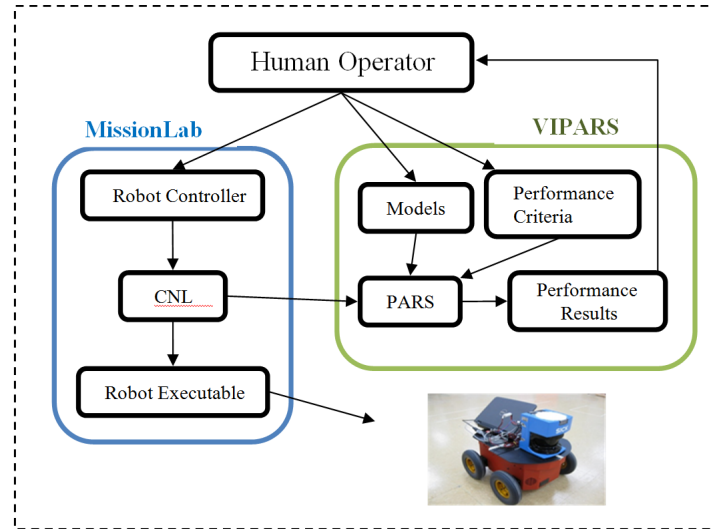 Human Operator
MissionLab
VIPARS
Robot Controller
Models
Performance
Criteria
CNL
PARS
Performance
Results
Robot Executable